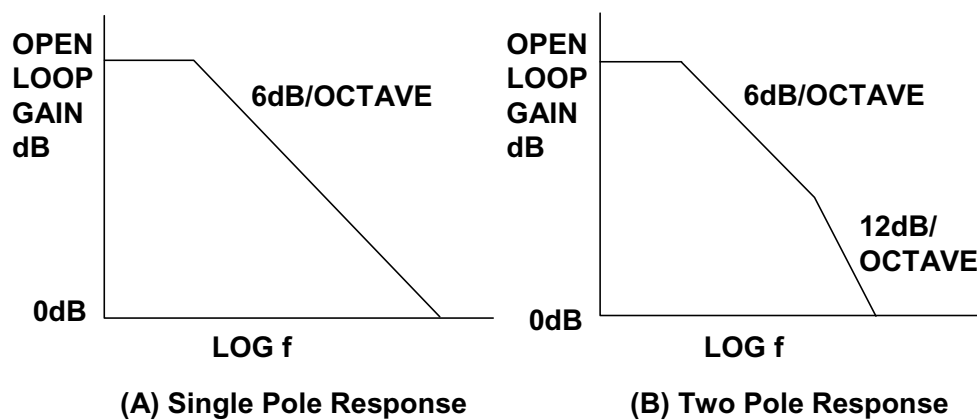 OPEN
LOOP
GAIN
dB
6dB/OCTAVE
0dB
LOG f
(A) Single Pole Response
OPEN
LOOP
GAIN
dB
6dB/OCTAVE
12dB/
OCTAVE
0dB
LOG f
(B) Two Pole Response